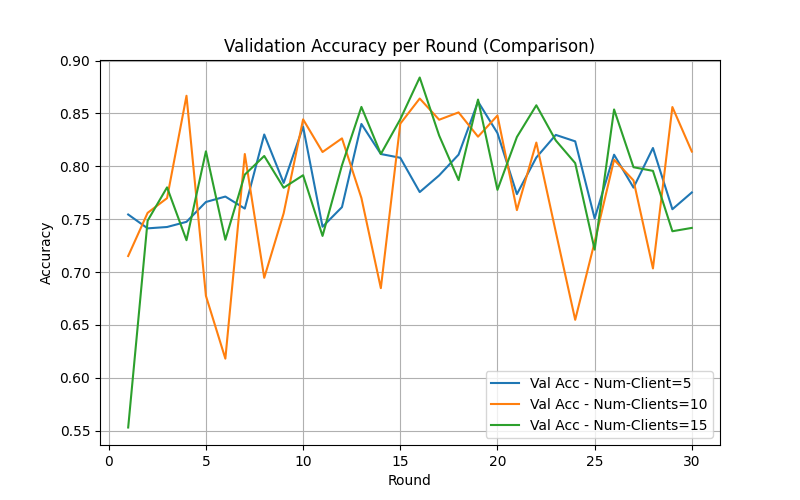 Validation Accuracy per Round (Comparison)
0.90
0.85
0.80
0.75
0.70
0.65
0.60
0.55
Accuracy
0
5
10
15
20
25
30
Round
Val Acc - Num-Client=5
Val Acc - Num-Clients=10
Val Acc - Num-Clients=15